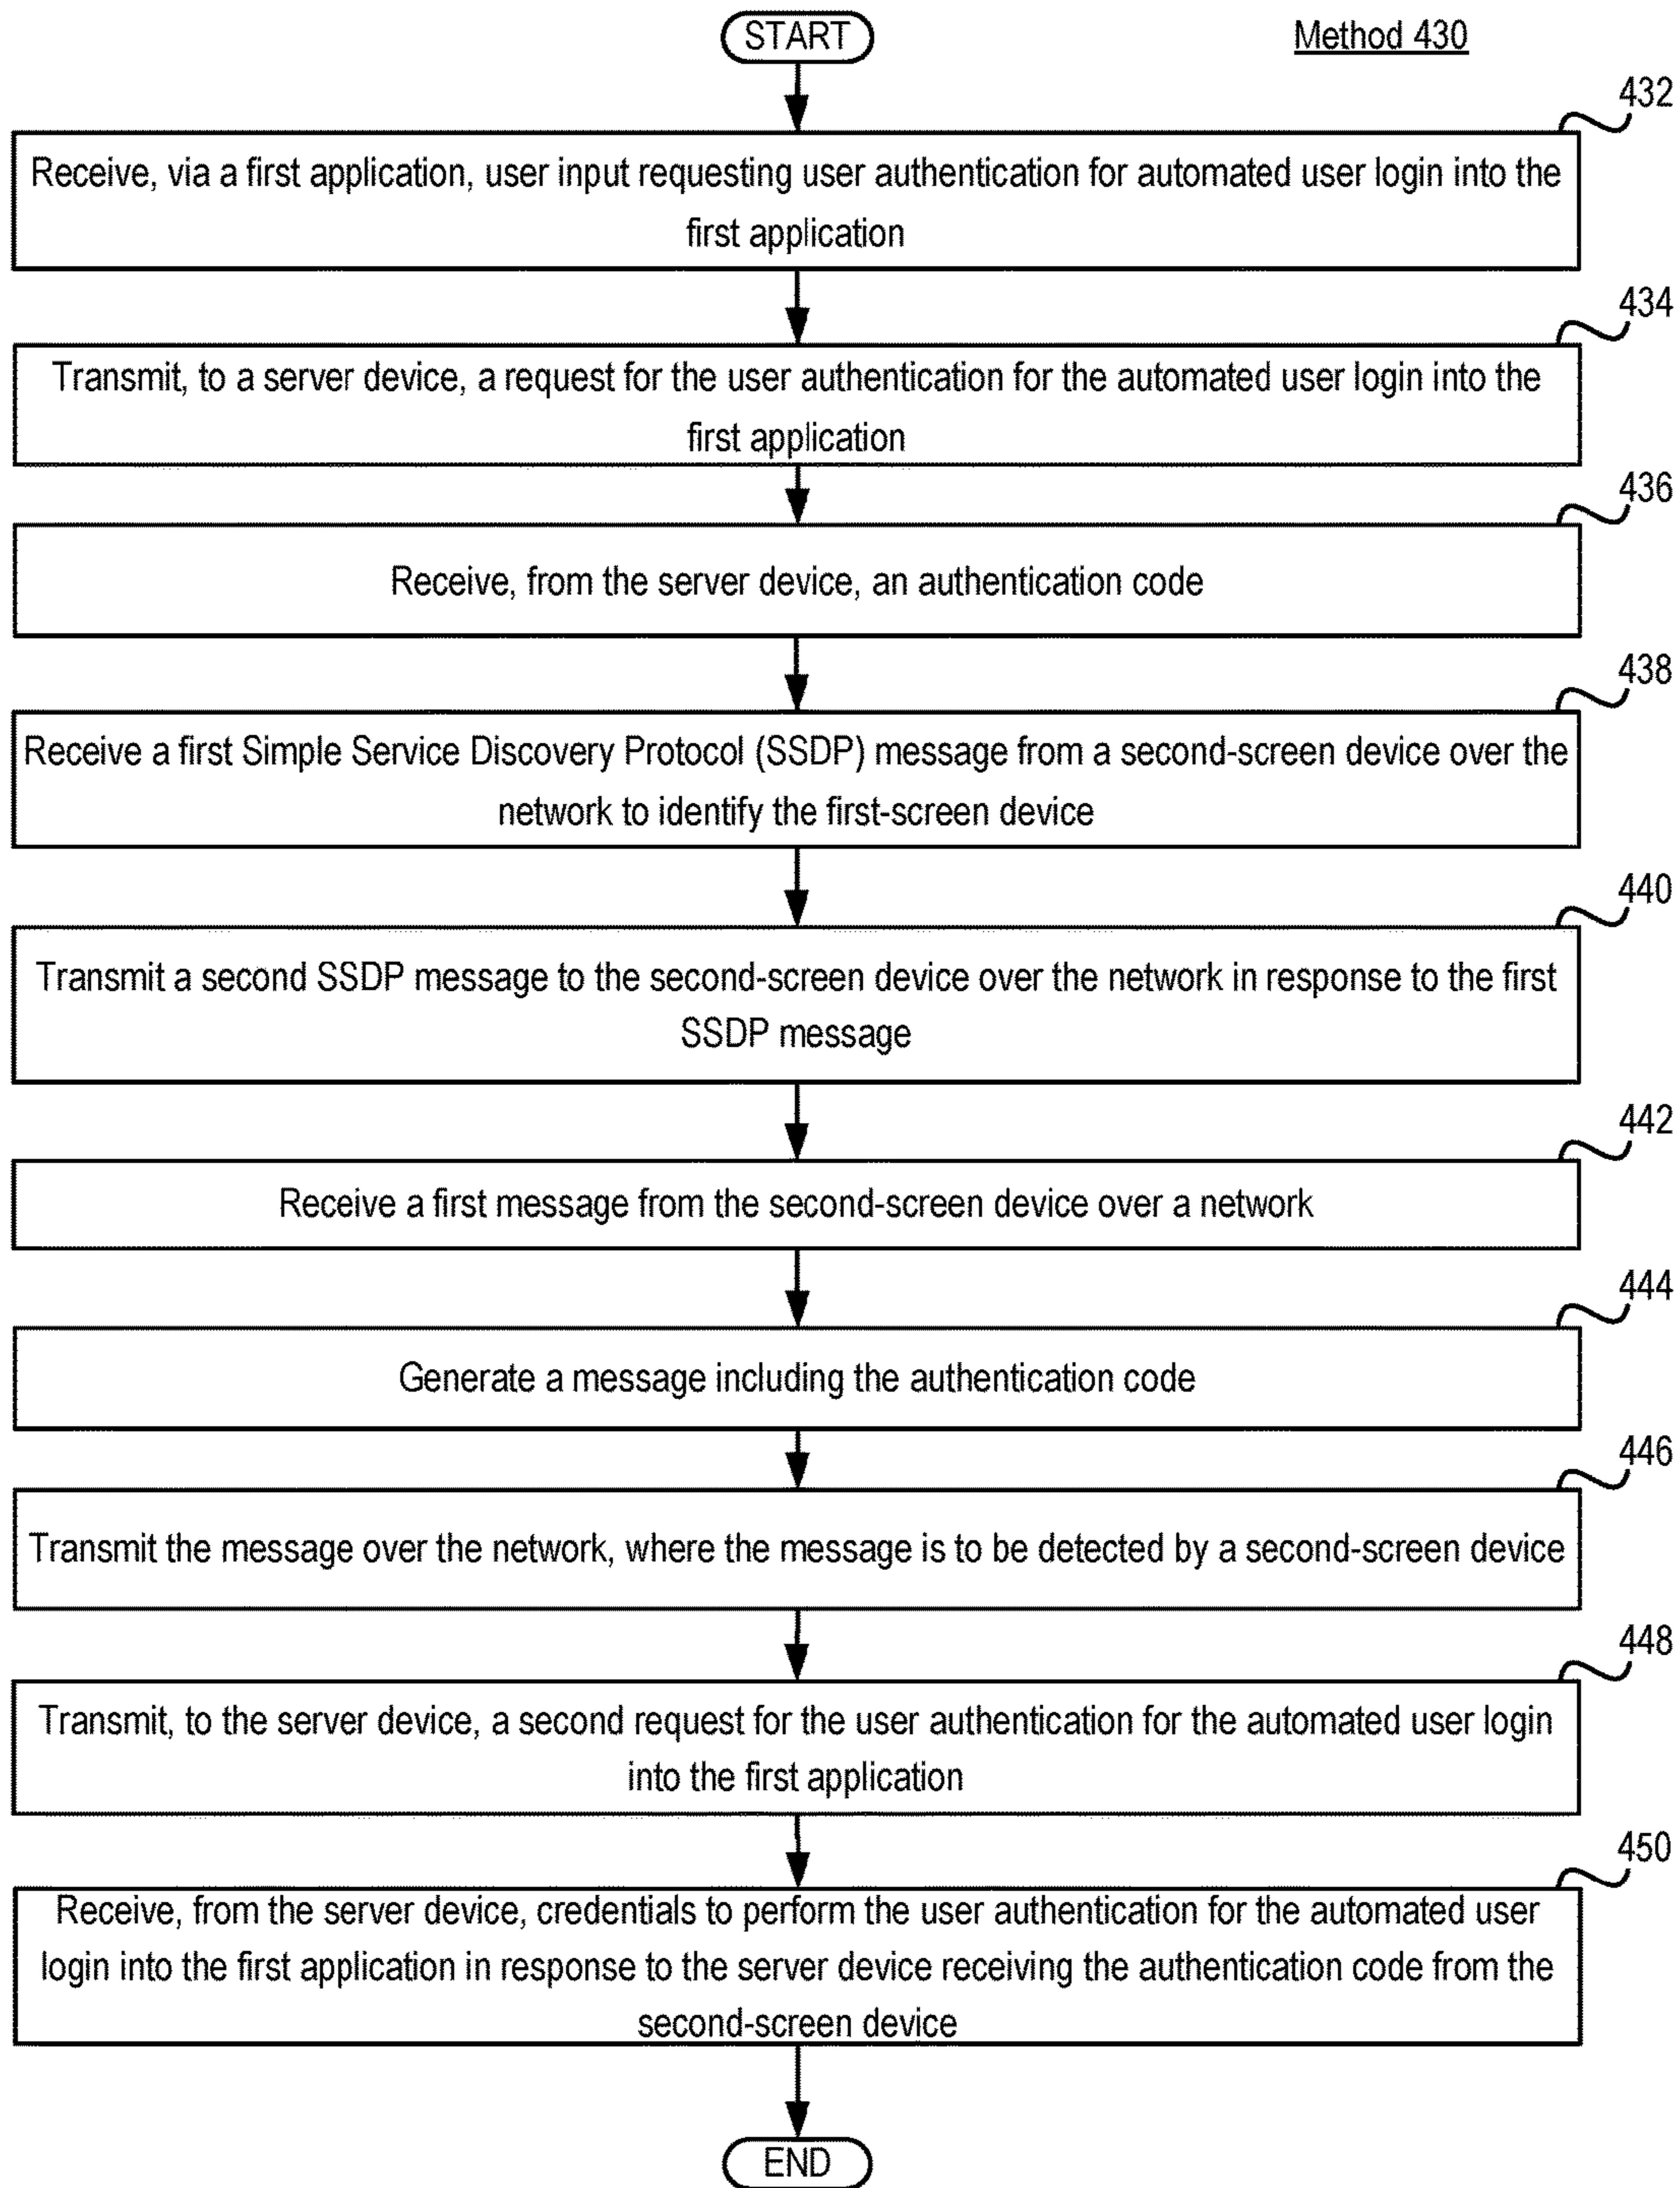 START
Method 430
432
Receive, via a first application, user input requesting user authentication for automated user login into the
first application
434
Transmit, to a server device, a request for the user authentication for the automated user login into the
first application
436
Receive, from the server device, an authentication code
438
Receive a first Simple Service Discovery Protocol (SSDP) message from a second-screen device over the
network to identify the first-screen device
440
Transmit a second SSDP message to the second-screen device over the network in response to the first
SSDP message
442
Receive a first message from the second-screen device over a network
444
Generate a message including the authentication code
446
Transmit the message over the network, where the message is to be detected by a second-screen device
448
Transmit, to the server device, a second request for the user authentication for the automated user login
into the first application
450
Receive, from the server device, credentials to perform the user authentication for the automated user
login into the first application in response to the server device receiving the authentication code from the
second-screen device
END